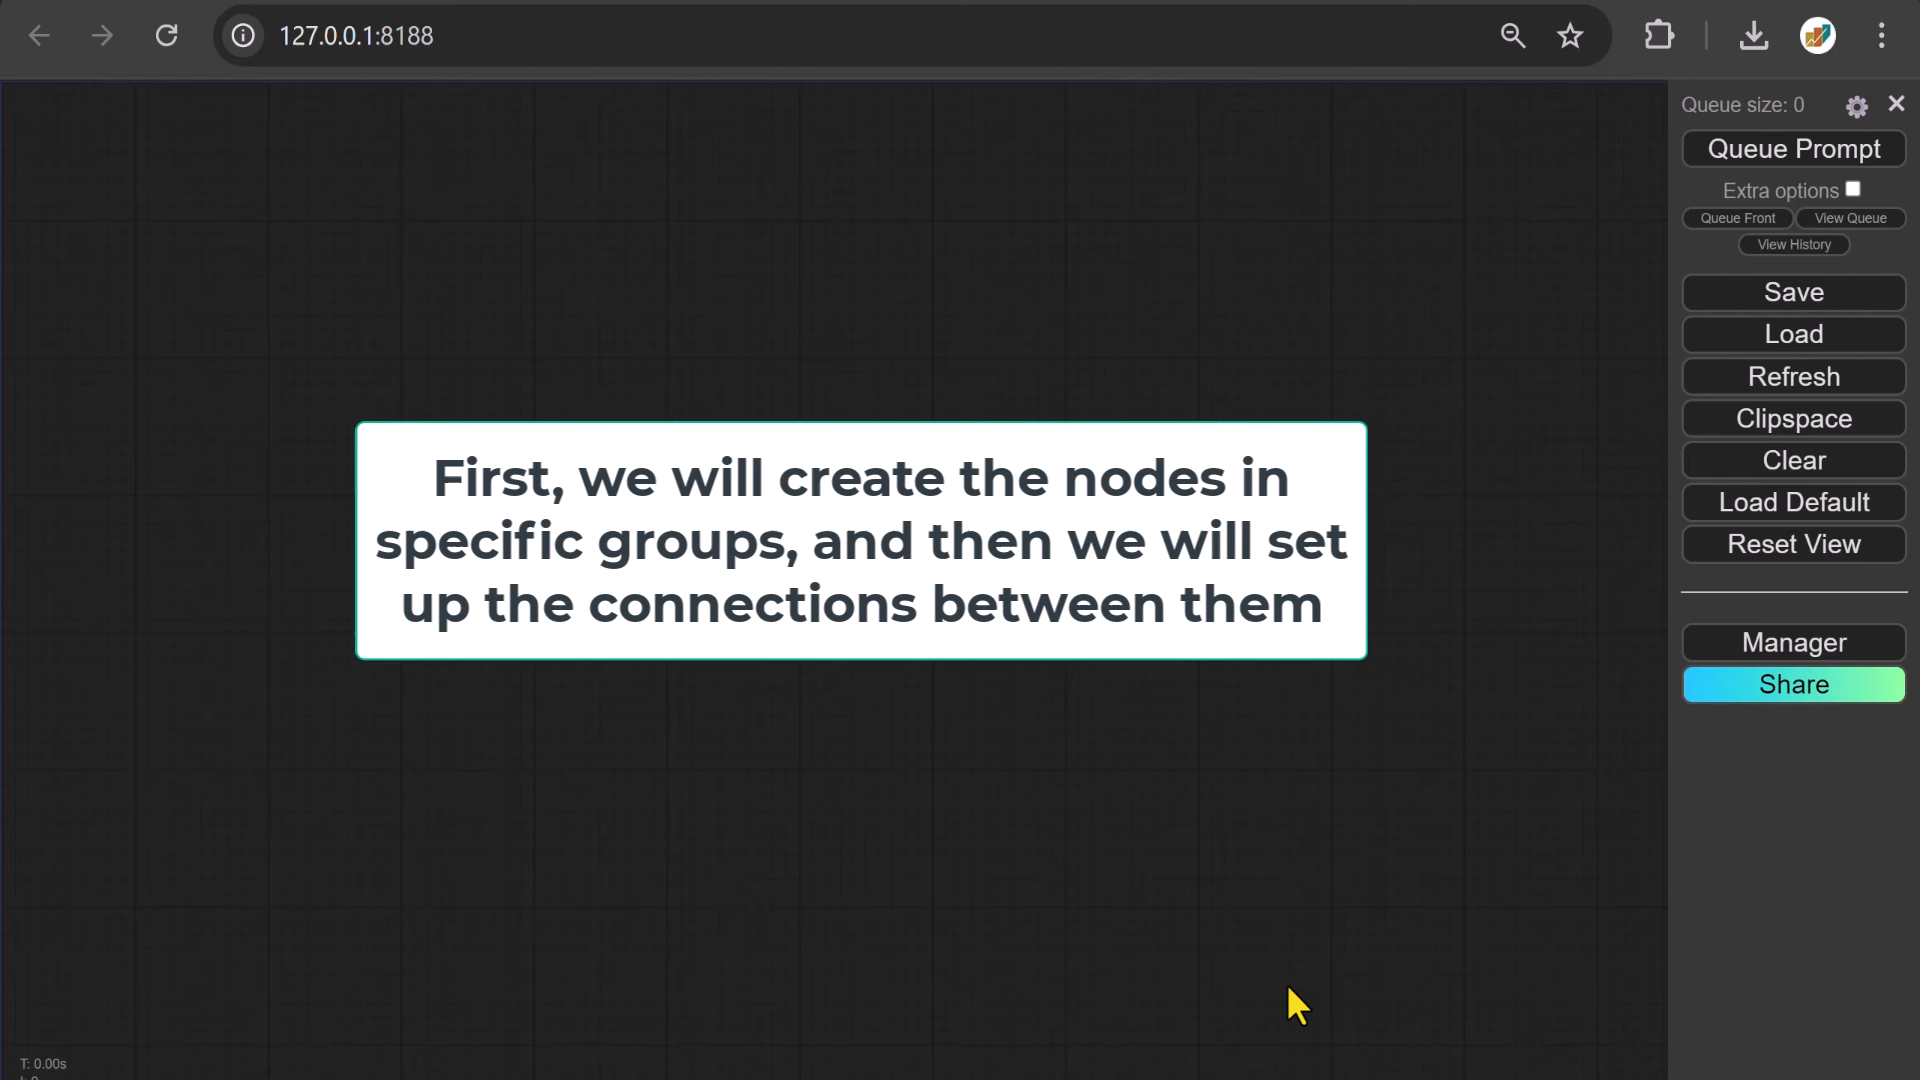 127.0.0.1:8188
Queue size: 0
Queue Prompt
Extra options
Queue Front
View Queue
View History
Save
Load
Refresh
Clipspace
Clear
Load Default
Reset View
Manager
Share
First, we will create the nodes in
specific groups, and then we will set
up the connections between them
T: 0.00s